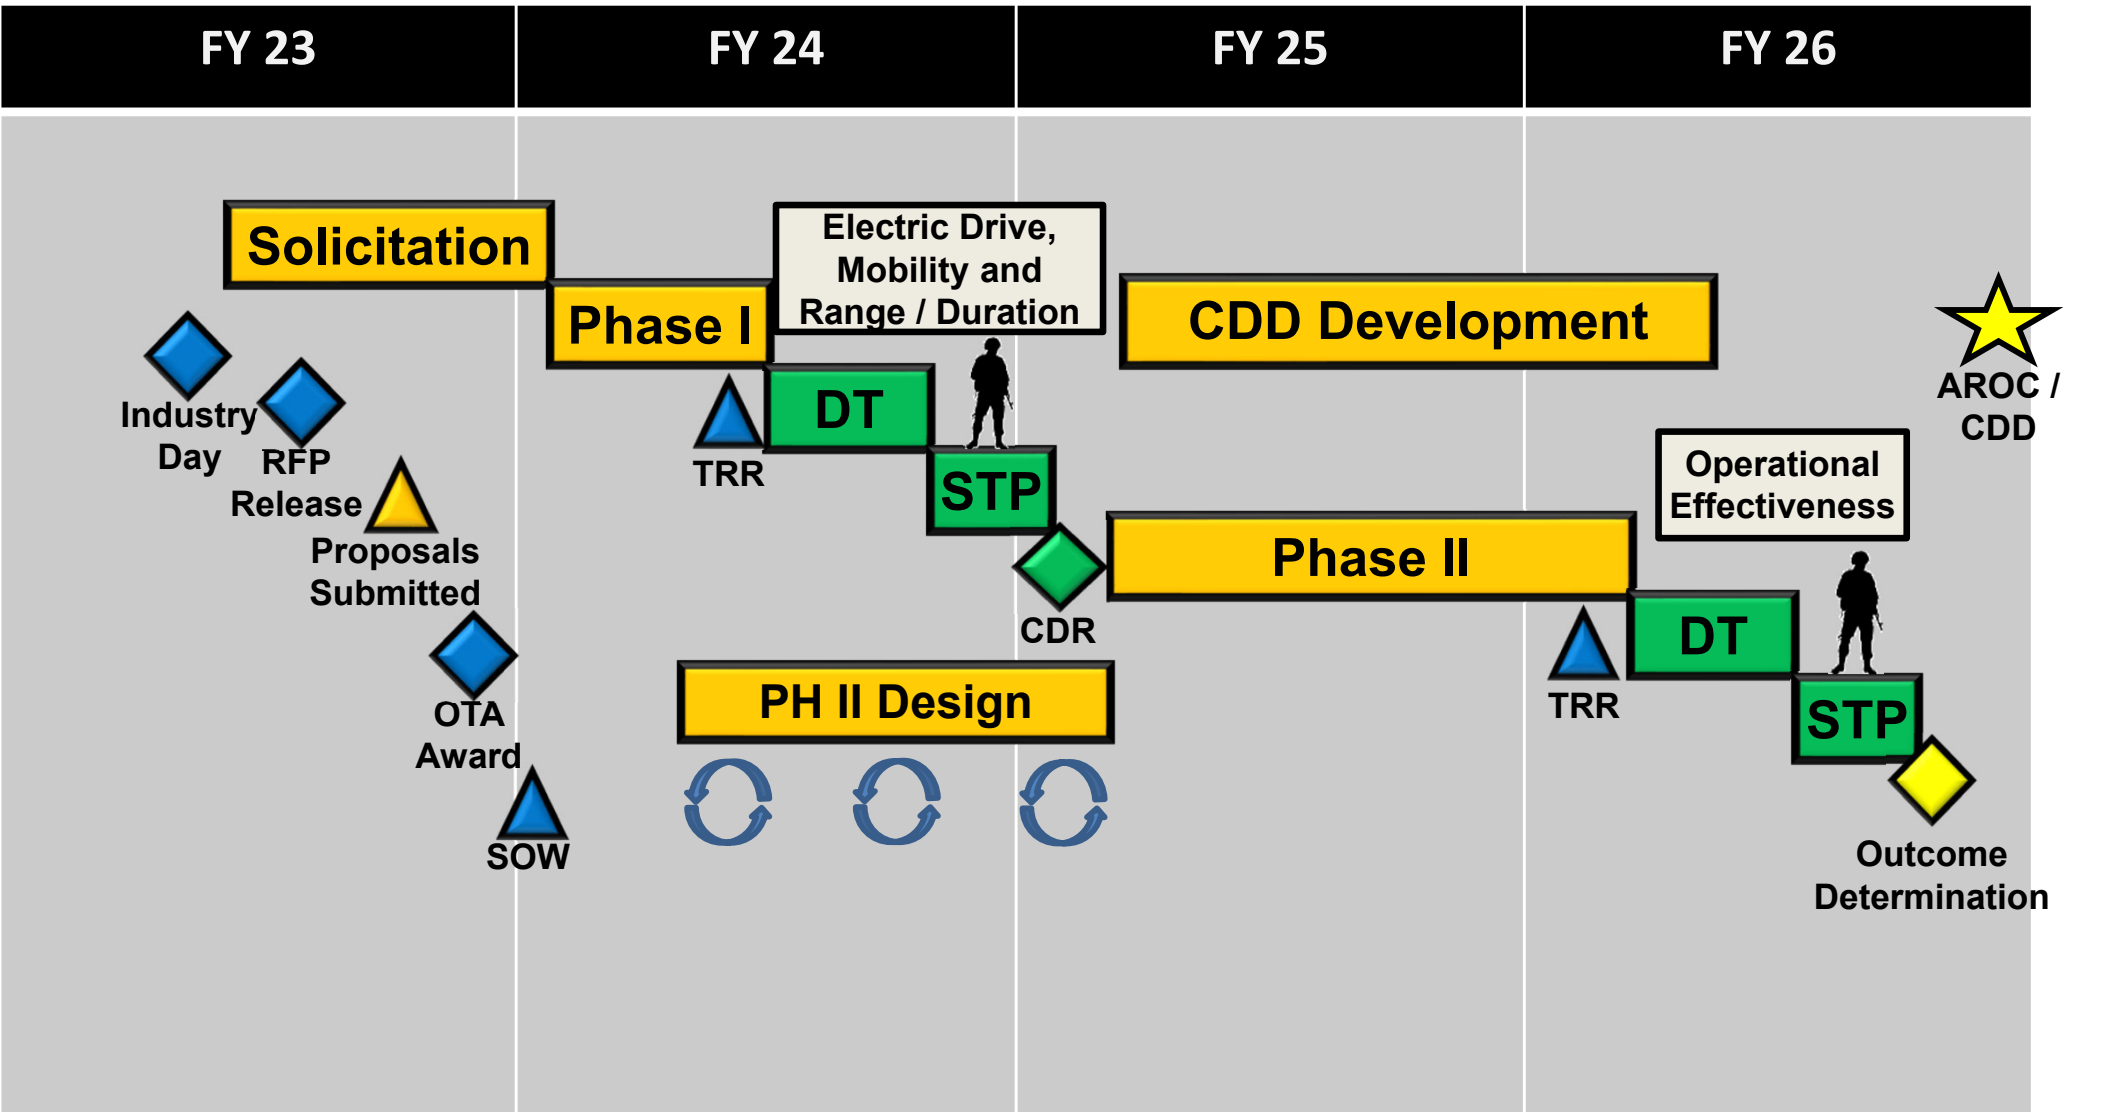 FY 23
FY 24
FY 25
FY 26
Solicitation
Phase I
Electric Drive,
Mobility and
Range / Duration
CDD Development
AROC /
CDD
Industry
Day
RFP
Release
Proposals
Submitted
OTA
Award
SOW
TRR
DT
STP
CDR
PH II Design
Phase II
Operational
Effectiveness
TRR
DT
STP
Outcome
Determination